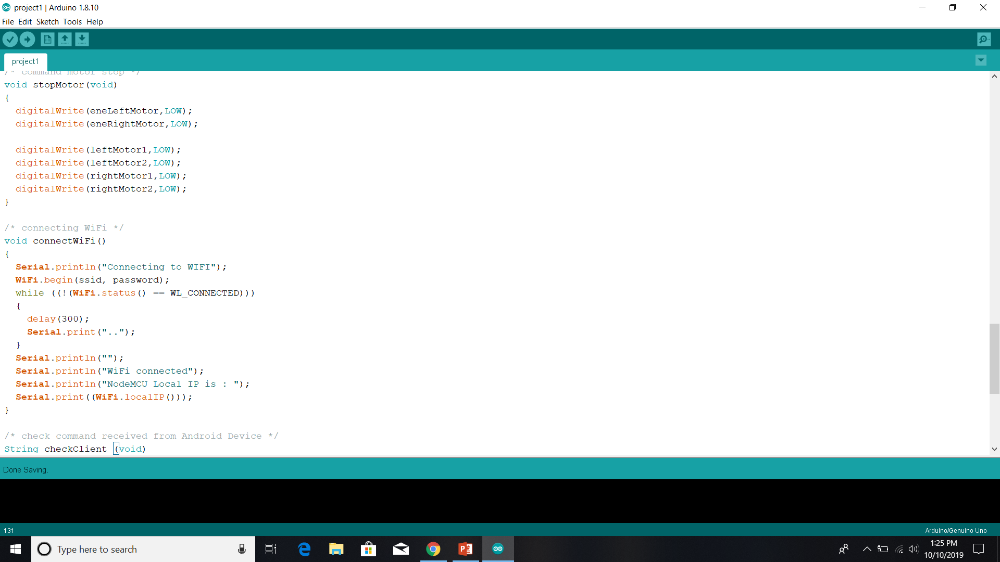 project1 | Arduino 1.8.10
File Edit Sketch Tools Help
project1
/* command motor stop */
void stopMotor(void)
{
  digitalWrite(eneLeftMotor,LOW);
  digitalWrite(eneRightMotor,LOW);

  digitalWrite(leftMotor1,LOW);
  digitalWrite(leftMotor2,LOW);
  digitalWrite(rightMotor1,LOW);
  digitalWrite(rightMotor2,LOW);
}

/* connecting WiFi */
void connectWiFi()
{
  Serial.println("Connecting to WIFI");
  WiFi.begin(ssid, password);
  while ((!(WiFi.status() == WL_CONNECTED)))
  {
    delay(300);
    Serial.print("..");
  }
  Serial.println("");
  Serial.println("WiFi connected");
  Serial.println("NodeMCU Local IP is : ");
  Serial.print((WiFi.localIP()));
}

/* check command received from Android Device */
String checkClient (void)
Done Saving.
131
Arduino/Genuino Uno
Type here to search
1:25 PM
10/10/2019